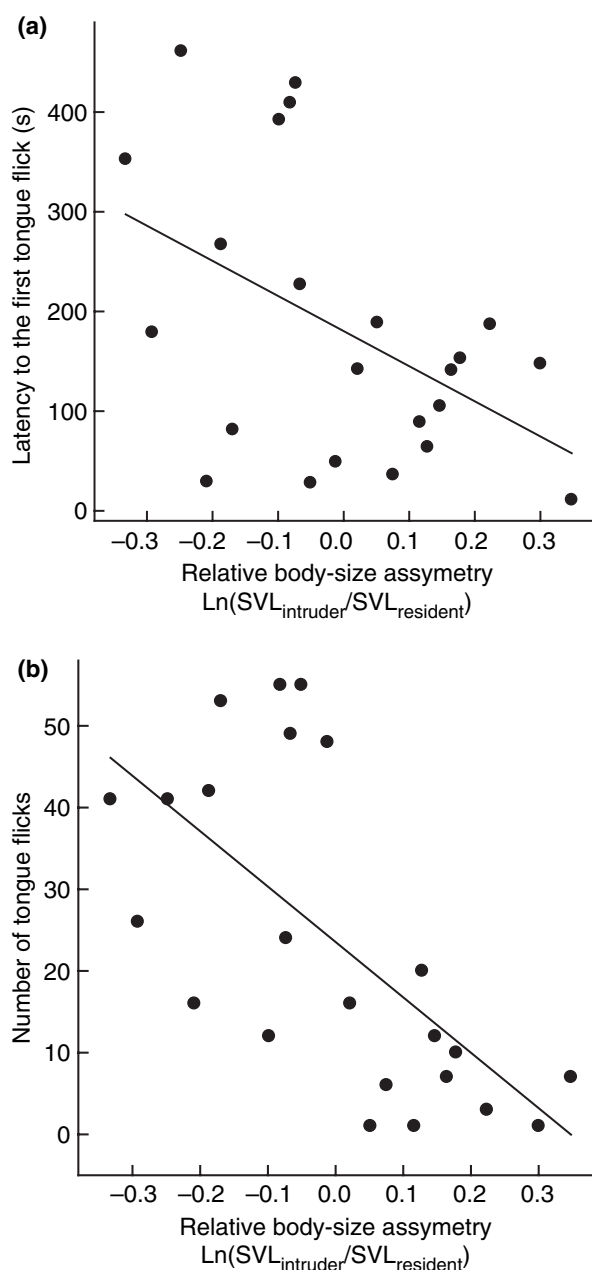 (a)
Latency to the first tongue flick (s)
400
300
200
100
0
−0.3 −0.2 −0.1 0.0 0.1 0.2 0.3
Relative body-size assymetry
Ln(SVLintruder/SVLresident)
(b)
Number of tongue flicks
50
40
30
20
10
0
−0.3 −0.2 −0.1 0.0 0.1 0.2 0.3
Relative body-size assymetry
Ln(SVLintruder/SVLresident)